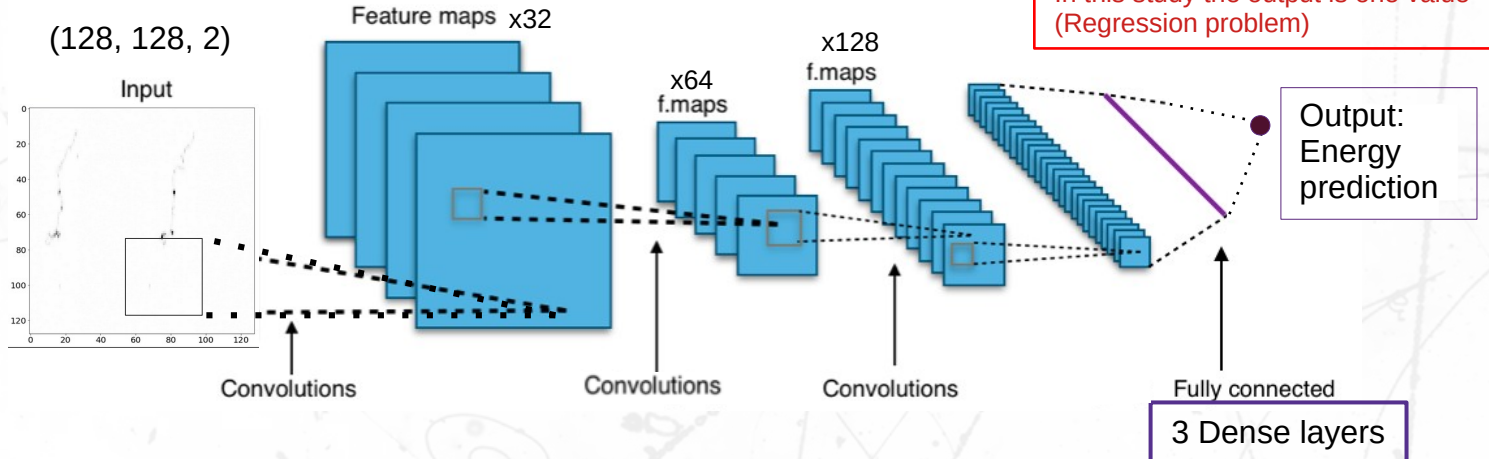 In this study the output is one value
(Regression problem)
(128, 128, 2)
Input
0
20
40
60
80
100
120
0 20 40 60 80 100 120
Feature maps x32
x64
f.maps
x128
f.maps
Output:
Energy
prediction
Convolutions
Convolutions
Convolutions
Fully connected
3 Dense layers